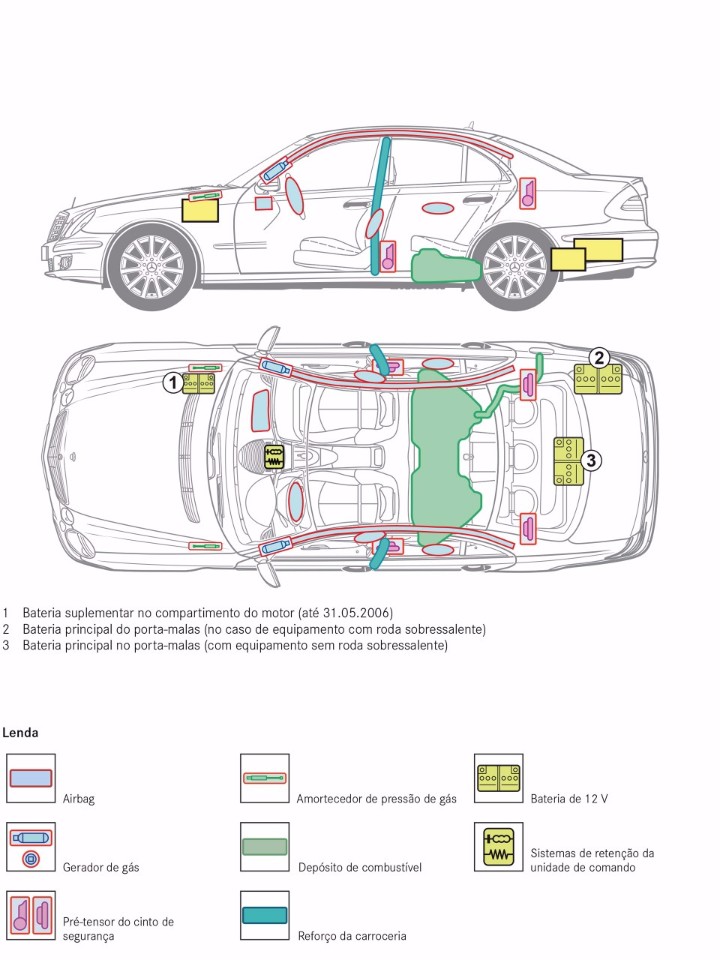 1
2
3
1 Bateria suplementar no compartimento do motor (até 31.05.2006)
2 Bateria principal do porta-malas (no caso de equipamento com roda sobressalente)
3 Bateria principal no porta-malas (com equipamento sem roda sobressalente)
Lenda
Airbag
Amortecedor de pressão de gás
Bateria de 12 V
Gerador de gás
Depósito de combustível
Sistemas de retenção da
unidade de comando
Pré-tensor do cinto de
segurança
Reforço da carroceria